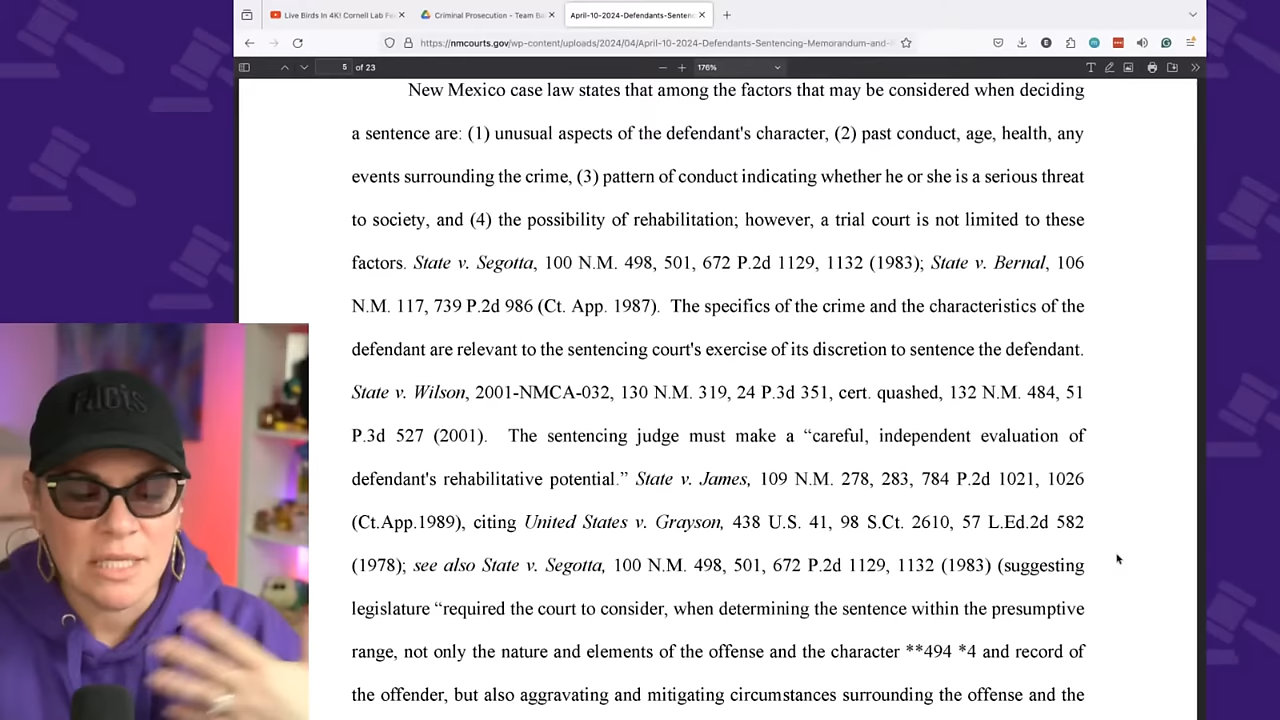 Live Birds In 4K! Cornell Lab Fe
Criminal Prosecution - Team Ba
April-10-2024-Defendants-Senten
https://nmcourts.gov/wp-content/uploads/2024/04/April-10-2024-Defendants-Sentencing-Memorandum-and-
5 of 23
176%
New Mexico case law states that among the factors that may be considered when deciding
a sentence are: (1) unusual aspects of the defendant's character, (2) past conduct, age, health, any
events surrounding the crime, (3) pattern of conduct indicating whether he or she is a serious threat
to society, and (4) the possibility of rehabilitation; however, a trial court is not limited to these
factors. State v. Segotta, 100 N.M. 498, 501, 672 P.2d 1129, 1132 (1983); State v. Bernal, 106
N.M. 117, 739 P.2d 986 (Ct. App. 1987). The specifics of the crime and the characteristics of the
defendant are relevant to the sentencing court's exercise of its discretion to sentence the defendant.
State v. Wilson, 2001-NMCA-032, 130 N.M. 319, 24 P.3d 351, cert. quashed, 132 N.M. 484, 51
P.3d 527 (2001). The sentencing judge must make a “careful, independent evaluation of
defendant's rehabilitative potential.” State v. James, 109 N.M. 278, 283, 784 P.2d 1021, 1026
(Ct.App.1989), citing United States v. Grayson, 438 U.S. 41, 98 S.Ct. 2610, 57 L.Ed.2d 582
(1978); see also State v. Segotta, 100 N.M. 498, 501, 672 P.2d 1129, 1132 (1983) (suggesting
legislature “required the court to consider, when determining the sentence within the presumptive
range, not only the nature and elements of the offense and the character **494 *4 and record of
the offender, but also aggravating and mitigating circumstances surrounding the offense and the